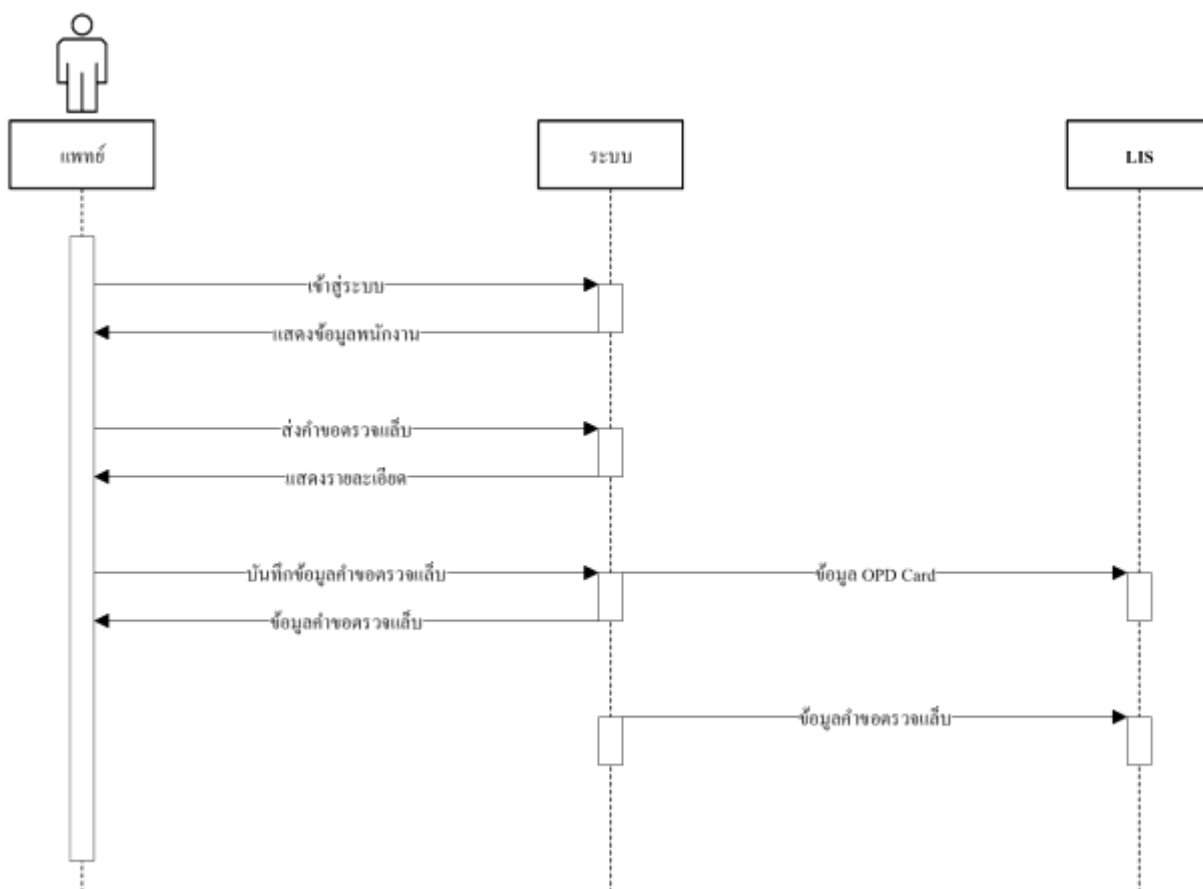 แพทย์
ระบบ
LIS
เข้าสู่ระบบ
แสดงข้อมูลพนักงาน
ส่งคำขอตรวจแล็บ
แสดงรายละเอียด
บันทึกข้อมูลคำขอตรวจแล็บ
ข้อมูล OPD Card
ข้อมูลคำขอตรวจแล็บ
ข้อมูลคำขอตรวจแล็บ